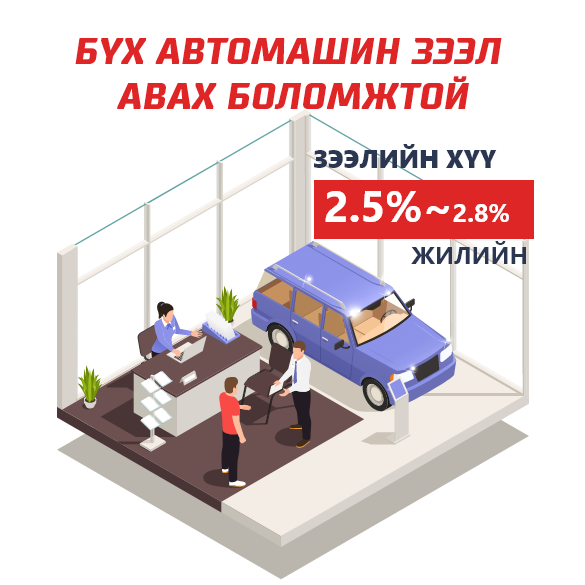 БҮХ АВТОМАШИН ЗЭЭЛ
АВАХ БОЛОМЖТОЙ
ЗЭЭЛИЙН ХҮҮ
2.5%~2.8%
ЖИЛИЙН